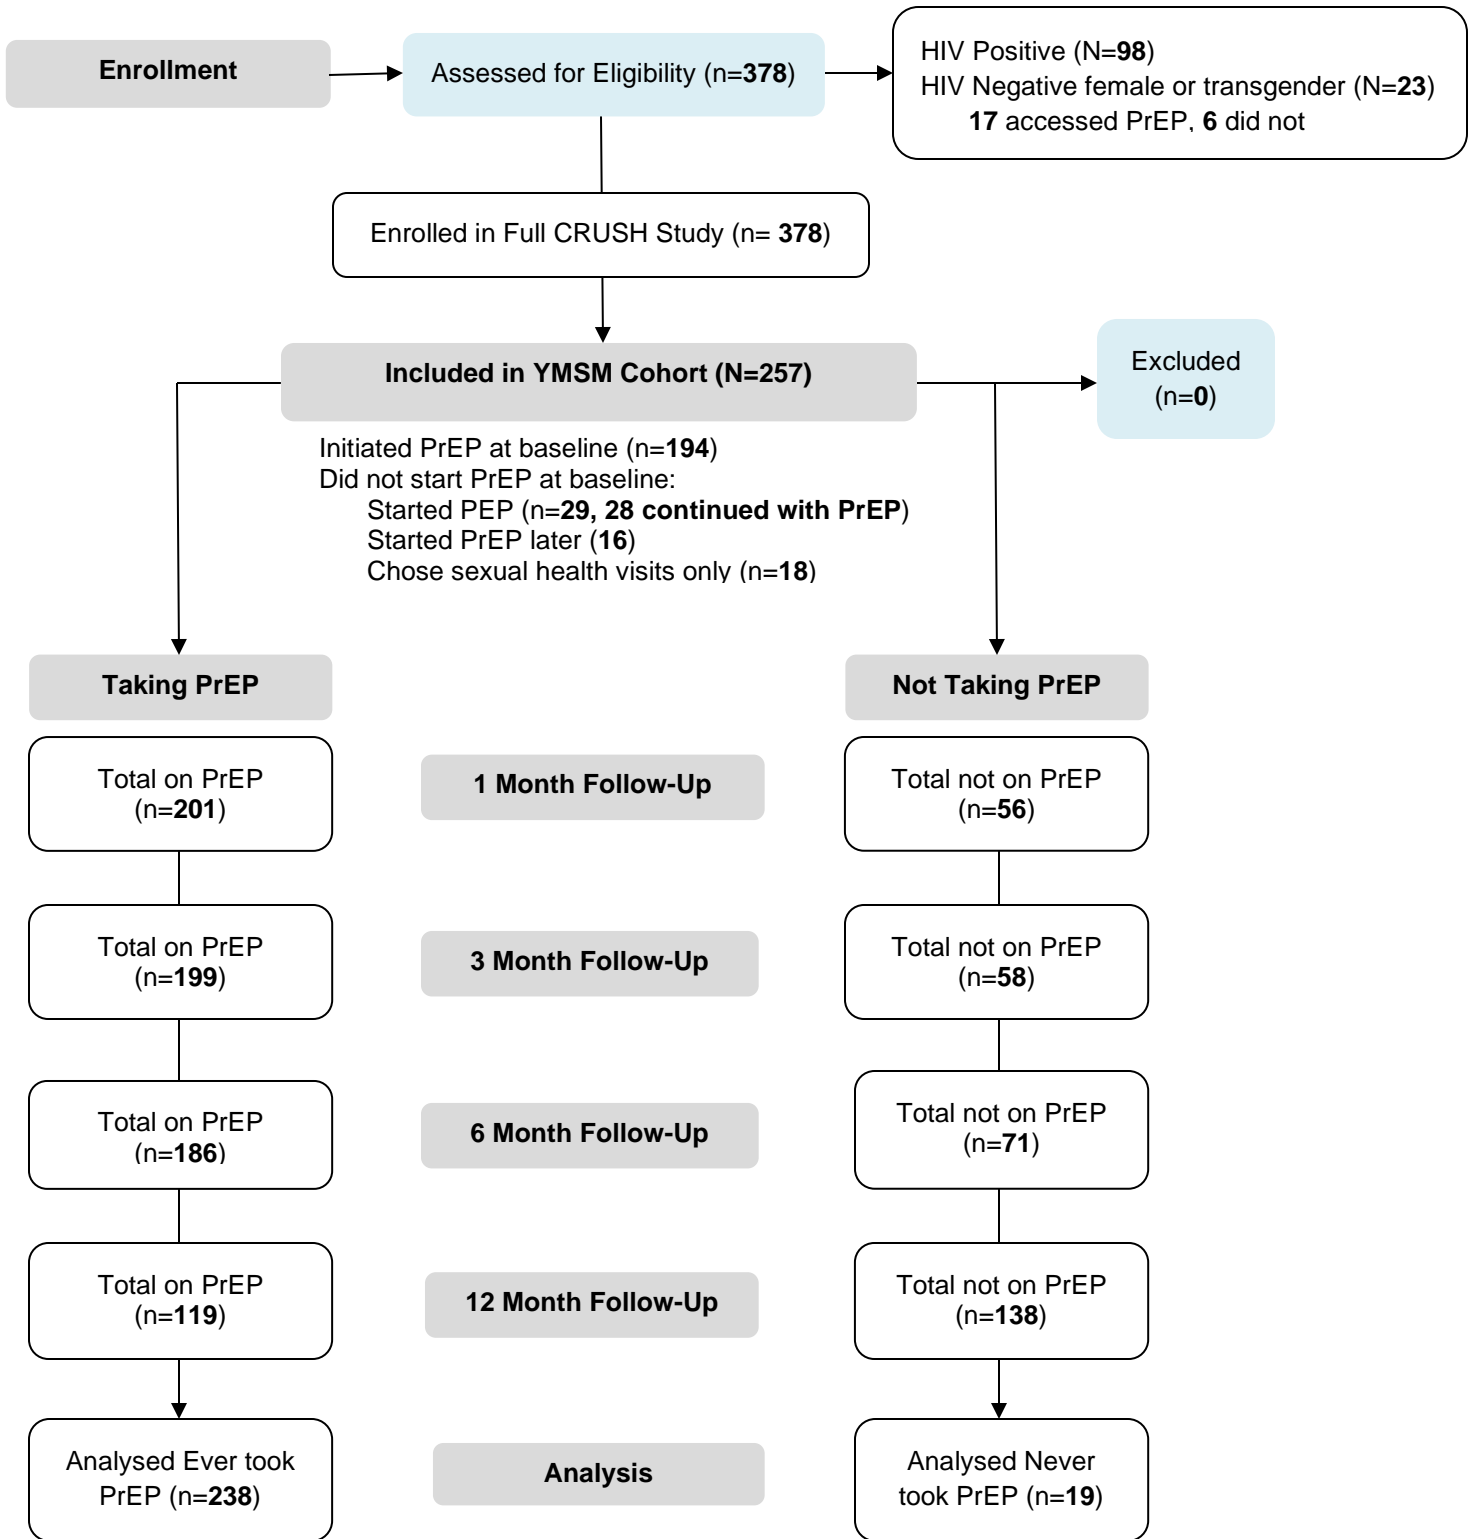 Enrollment
Assessed for Eligibility (n=378)
HIV Positive (N=98)
HIV Negative female or transgender (N=23)
17 accessed PrEP, 6 did not
Enrolled in Full CRUSH Study (n= 378)
Included in YMSM Cohort (N=257)
Excluded
(n=0)
Initiated PrEP at baseline (n=194)
Did not start PrEP at baseline:
Started PEP (n=29, 28 continued with PrEP)
Started PrEP later (16)
Chose sexual health visits only (n=18)
Taking PrEP
Not Taking PrEP
Total on PrEP
(n=201)
1 Month Follow-Up
Total not on PrEP
(n=56)
Total on PrEP
(n=199)
3 Month Follow-Up
Total not on PrEP
(n=58)
Total on PrEP
(n=186)
6 Month Follow-Up
Total not on PrEP
(n=71)
Total on PrEP
(n=119)
12 Month Follow-Up
Total not on PrEP
(n=138)
Analysed Ever took
PrEP (n=238)
Analysis
Analysed Never
took PrEP (n=19)